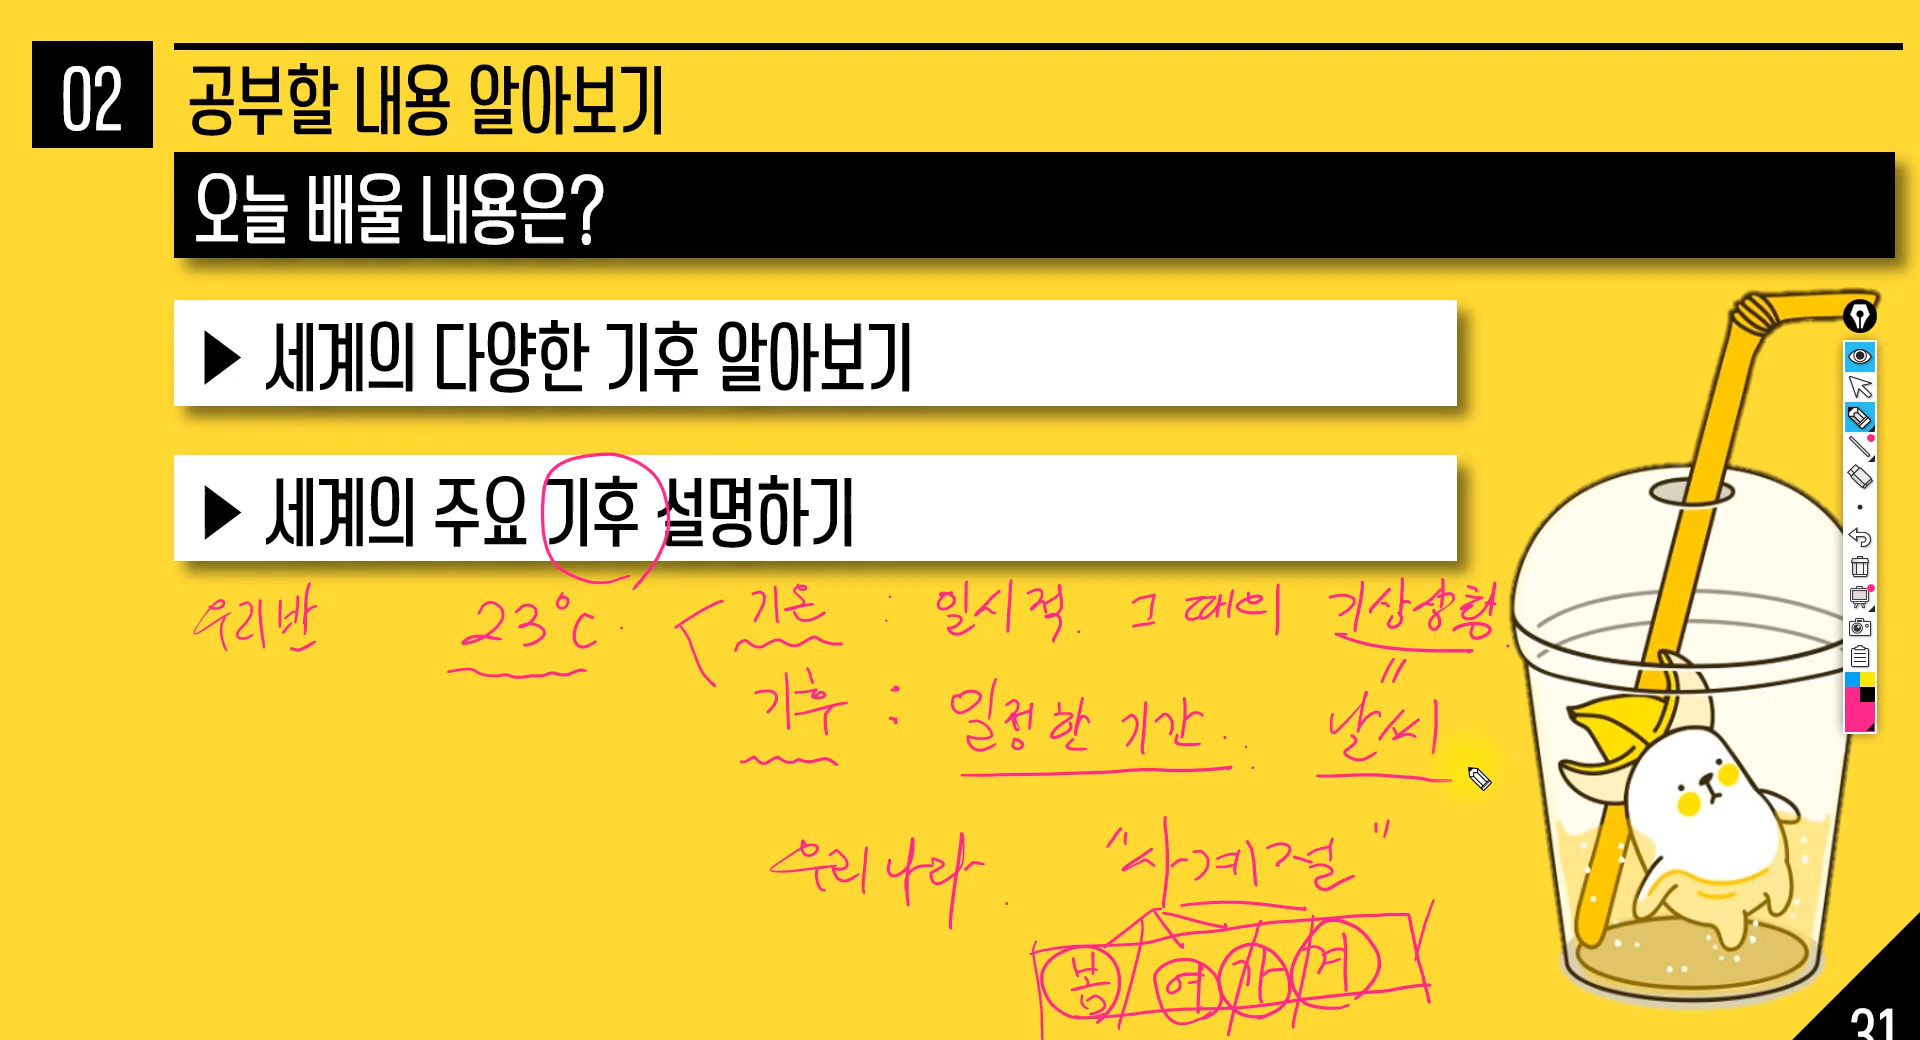 02
공부할 내용 알아보기
오늘 배울 내용은?
▶ 세계의 다양한 기후 알아보기
▶ 세계의 주요 기후 설명하기
우리반 23℃. 기온 : 일시적. 그 때의 기상상황.
기후 : 일정한 기간.. 날씨
우리나라. "사계절"
봄 여 가 겨
31